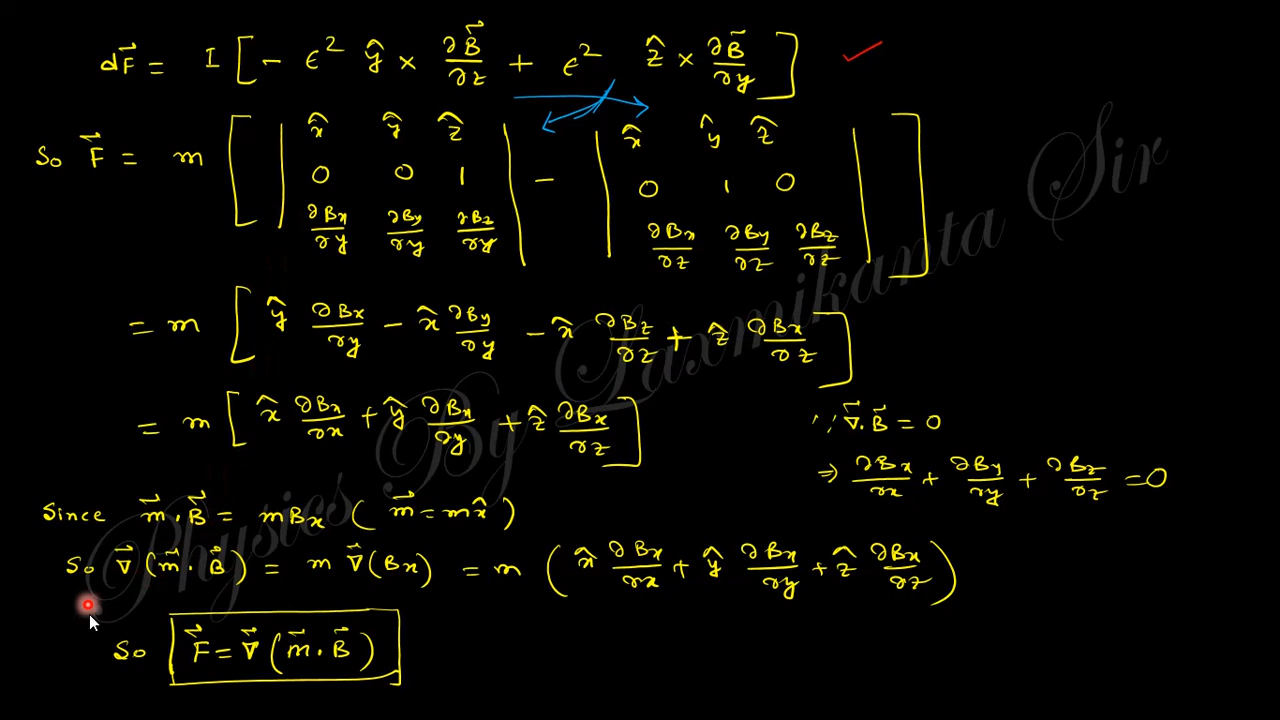 dF⃗ = I [ - ϵ² ŷ × ∂B⃗/∂z + ϵ² ẑ × ∂B⃗/∂y ]
So F⃗ = m [ | x̂ ŷ ẑ | - | x̂ ŷ ẑ | ]
0 0 1 0 1 0
∂Bx/∂y ∂By/∂y ∂Bz/∂y ∂Bx/∂z ∂By/∂z ∂Bz/∂z
= m [ ŷ ∂Bx/∂y - x̂ ∂By/∂y - x̂ ∂Bz/∂z + ẑ ∂Bx/∂z ]
= m [ x̂ ∂Bx/∂x + ŷ ∂Bx/∂y + ẑ ∂Bx/∂z ]
∵ ∇⃗.B⃗ = 0
⇒ ∂Bx/∂x + ∂By/∂y + ∂Bz/∂z = 0
Since m⃗.B⃗ = mBx ( m⃗ = mx̂ )
So ∇⃗(m⃗.B⃗) = m ∇⃗(Bx) = m ( x̂ ∂Bx/∂x + ŷ ∂Bx/∂y + ẑ ∂Bx/∂z )
So F⃗ = ∇⃗(m⃗.B⃗)
Physics By Laxmikanta Sir